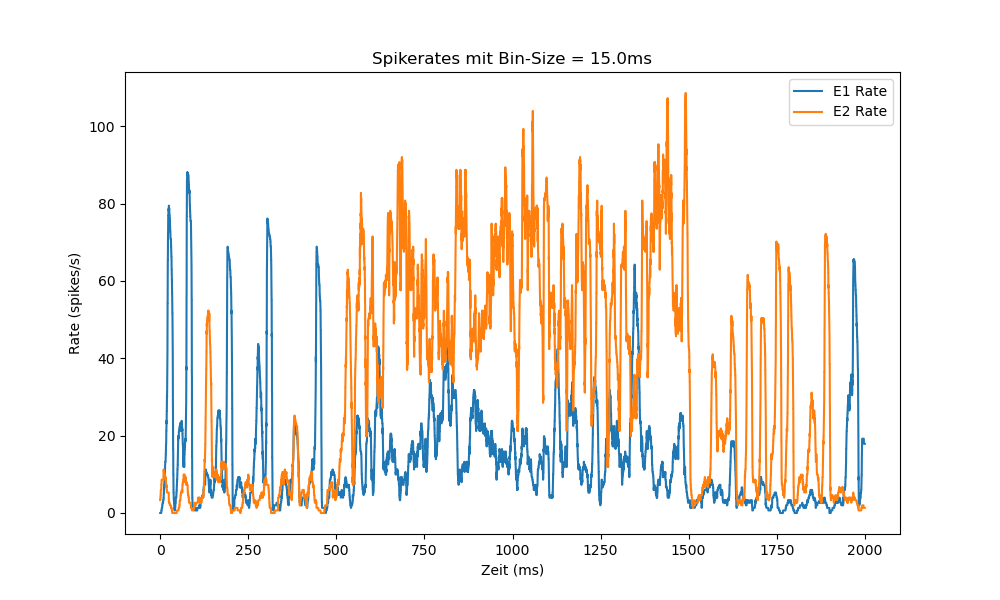 Spikerates mit Bin-Size = 15.0ms
E1 Rate
E2 Rate
Rate (spikes/s)
100
80
60
40
20
0
0 250 500 750 1000 1250 1500 1750 2000
Zeit (ms)